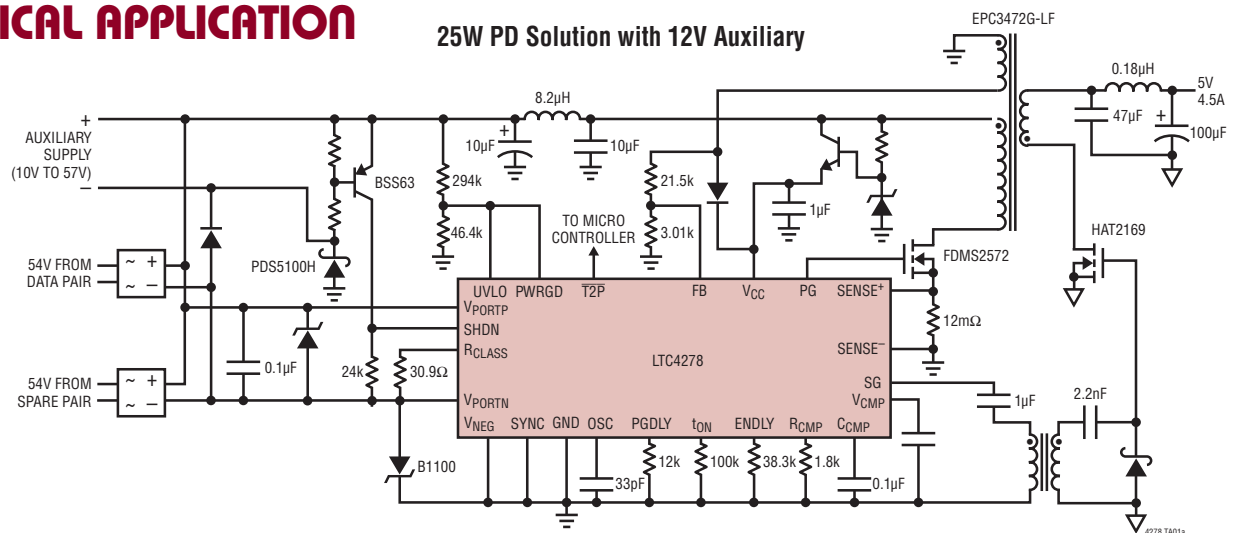 ICAL APPLICATION
25W PD Solution with 12V Auxiliary
EPC3472G-LF
+
AUXILIARY
SUPPLY
(10V TO 57V)
–
8.2µH
0.18µH
5V
4.5A
+
10µF
10µF
47µF
+
100µF
BSS63
294k
21.5k
1µF
46.4k
TO MICRO
CONTROLLER
3.01k
HAT2169
PDS5100H
FDMS2572
54V FROM
DATA PAIR
~ +
~ –
UVLO PWRGD T2P FB VCC PG SENSE+
VPORTP
SHDN
RCLASS
12mΩ
SENSE–
LTC4278
0.1µF
24k
30.9Ω
54V FROM
SPARE PAIR
~ +
~ –
SG
VCMP
VPORTN
1µF
2.2nF
VNEG SYNC GND OSC PGDLY tON ENDLY RCMP CCMP
B1100
33pF
12k
100k
38.3k
1.8k
0.1µF
4278 TA01a